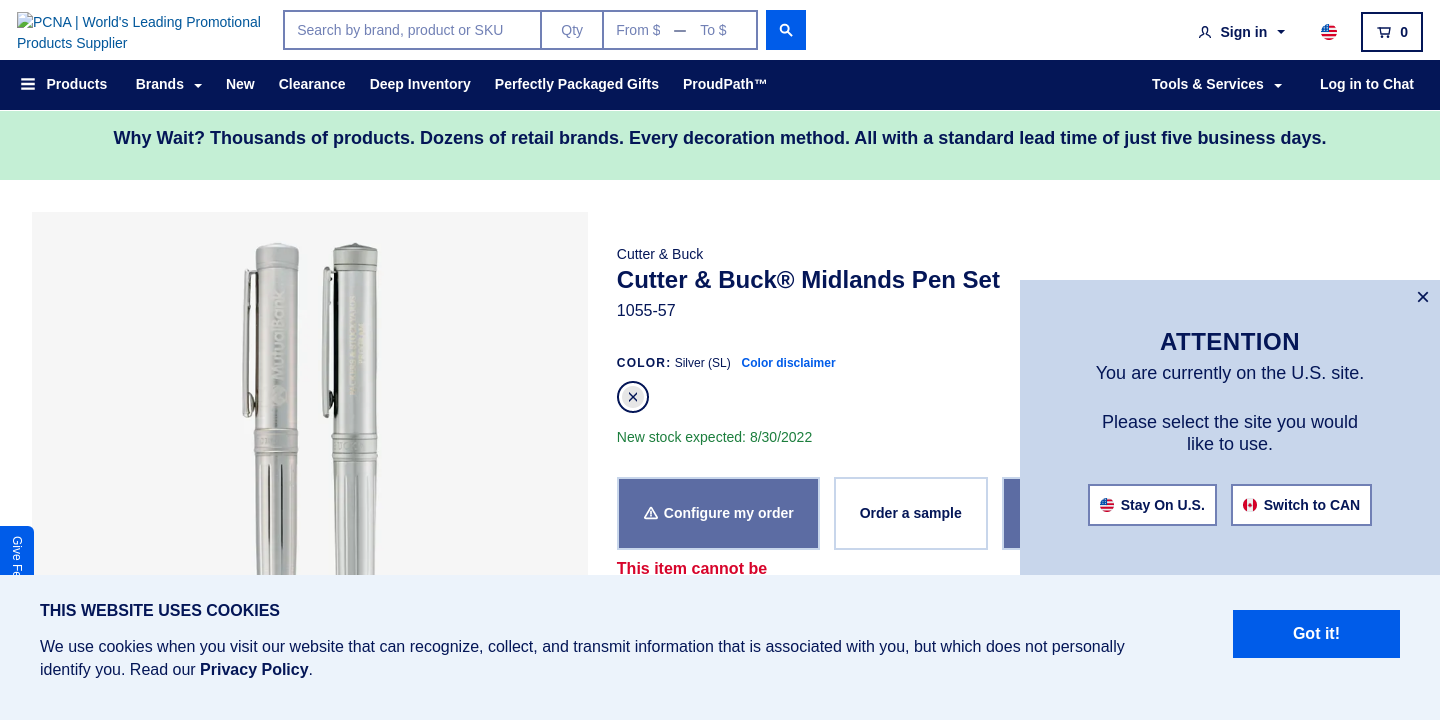 PCNA | World's Leading Promotional
Products Supplier
Search by brand, product or SKU
Qty
From $
To $
Sign in
0
Products
Brands
New
Clearance
Deep Inventory
Perfectly Packaged Gifts
ProudPath™
Tools & Services
Log in to Chat
Why Wait? Thousands of products. Dozens of retail brands. Every decoration method. All with a standard lead time of just five business days.
MutualBank
Cutter & Buck
Cutter & Buck® Midlands Pen Set
1055-57
COLOR: Silver (SL) Color disclaimer
New stock expected: 8/30/2022
Configure my order
Order a sample
This item cannot be
ATTENTION
You are currently on the U.S. site.
Please select the site you would
like to use.
Stay On U.S.
Switch to CAN
Give
THIS WEBSITE USES COOKIES
We use cookies when you visit our website that can recognize, collect, and transmit information that is associated with you, but which does not personally
identify you. Read our Privacy Policy.
Got it!